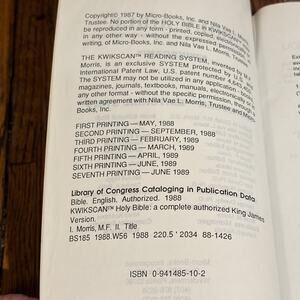 Copyright© 1987 by Micro-Books, Inc. and Nila Vae L.
Trustee. No portion of the HOLY BIBLE in KWIKSCAN
be reproduced in any form - printed, copied,
in any other way - without the expressed permission
writing, of Micro-Books, Inc. and Nila Vae L.
THE KWIKSCAN™ READING SYSTEM, invented by M.F.
Morris, is an exclusive SYSTEM protected by U.S.
International Patent Law, U.S. patent number
The SYSTEM may not be utilized in any application,
magazines, journals, textbooks, manuals, electronically
any other format - without the specific permission, through
written agreement with Nila Vae L. Morris, Trustee and Micro-
Books, Inc.
FIRST PRINTING—MAY, 1988
SECOND PRINTING—SEPTEMBER, 1988
THIRD PRINTING—FEBRUARY, 1989
FOURTH PRINTING—MARCH, 1989
FIFTH PRINTING—APRIL, 1989
SIXTH PRINTING—JUNE, 1989
SEVENTH PRINTING—JUNE 1989
Library of Congress Cataloging in Publication Data
Bible. English. Authorized. 1988
KWIKSCAN® Holy Bible: a complete authorized King James
Version.
I. Morris, M.F. II. Title
BS185 1988.W56 1988 220.5' 2034 88-1426
ISBN 0-941485-10-2